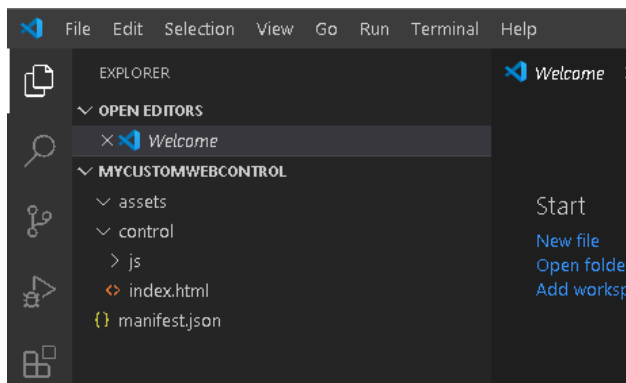 File Edit Selection View Go Run Terminal Help
EXPLORER
OPEN EDITORS
Welcome
MYCUSTOMWEBCONTROL
assets
control
js
index.html
manifest.json
Welcome
Start
New file
Open folde
Add worksp